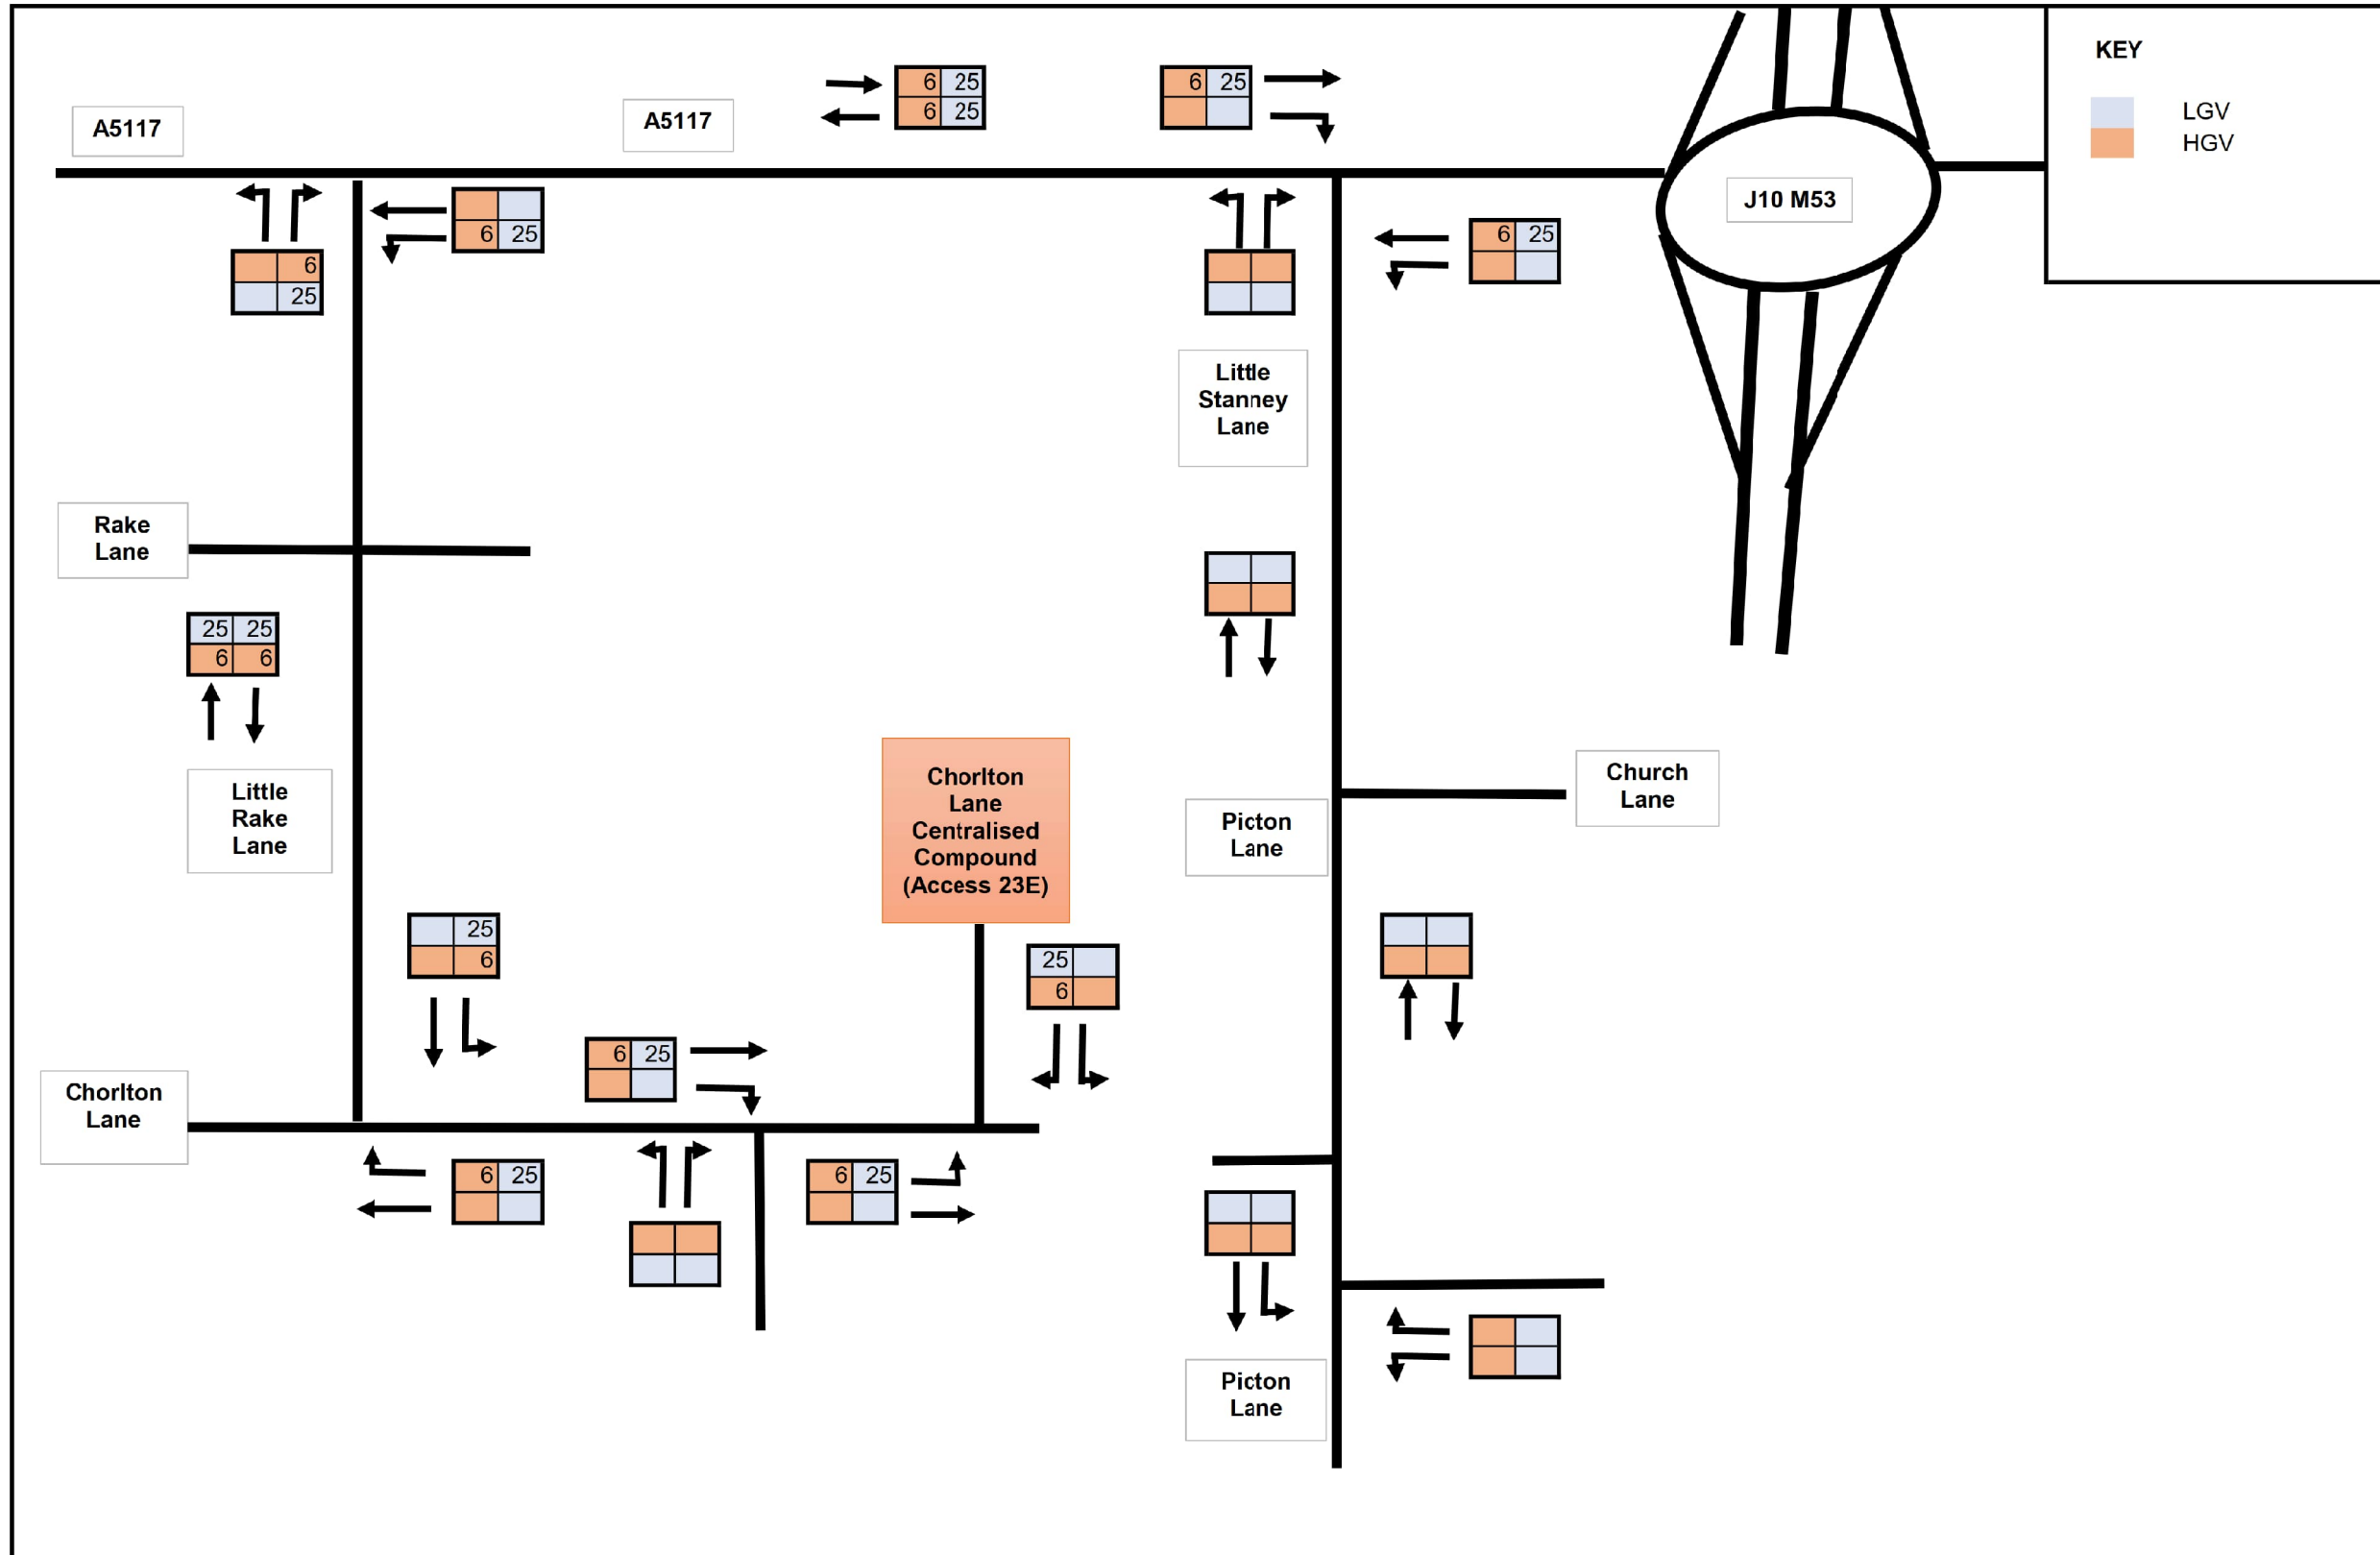 KEY
LGV
HGV
A5117
A5117
6 25
6 25
6 25
J10 M53
6 25
6
25
6 25
Little
Stanney
Lane
Rake
Lane
25 25
6 6
Little
Rake
Lane
Chorlton
Lane
Centralised
Compound
(Access 23E)
Picton
Lane
Church
Lane
25
6
25
6
6 25
Chorlton
Lane
6 25
6 25
Picton
Lane